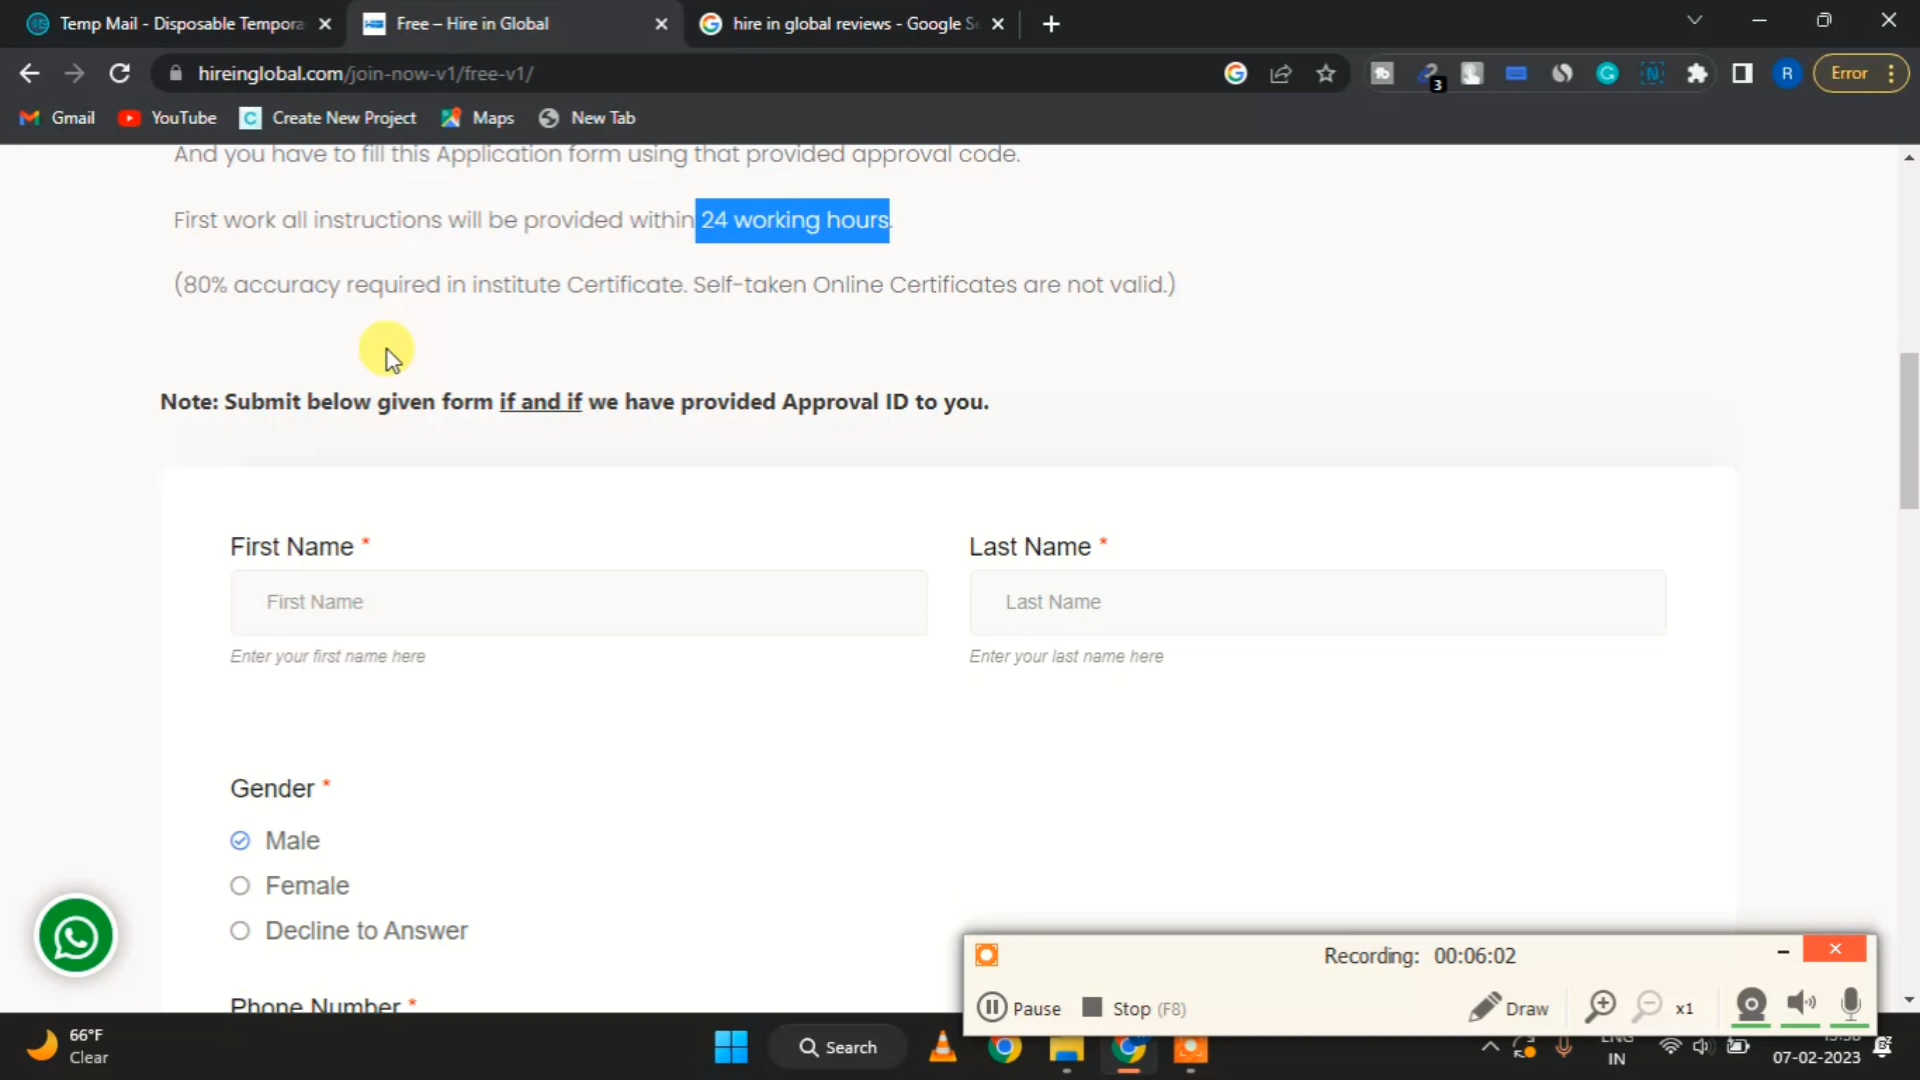 Temp Mail - Disposable Tempora
Free – Hire in Global
hire in global reviews - Google Se
hireinglobal.com/join-now-v1/free-v1/
3
R
Error
Gmail
YouTube
Create New Project
Maps
New Tab
And you have to fill this Application form using that provided approval code.
First work all instructions will be provided within 24 working hours.
(80% accuracy required in institute Certificate. Self-taken Online Certificates are not valid.)
Note: Submit below given form if and if we have provided Approval ID to you.
First Name *
Last Name *
First Name
Last Name
Enter your first name here
Enter your last name here
Gender *
Male
Female
Decline to Answer
Phone Number *
Recording: 00:06:02
Pause
Stop (F8)
Draw
x1
66°F
Clear
Search
ENG
IN
07-02-2023